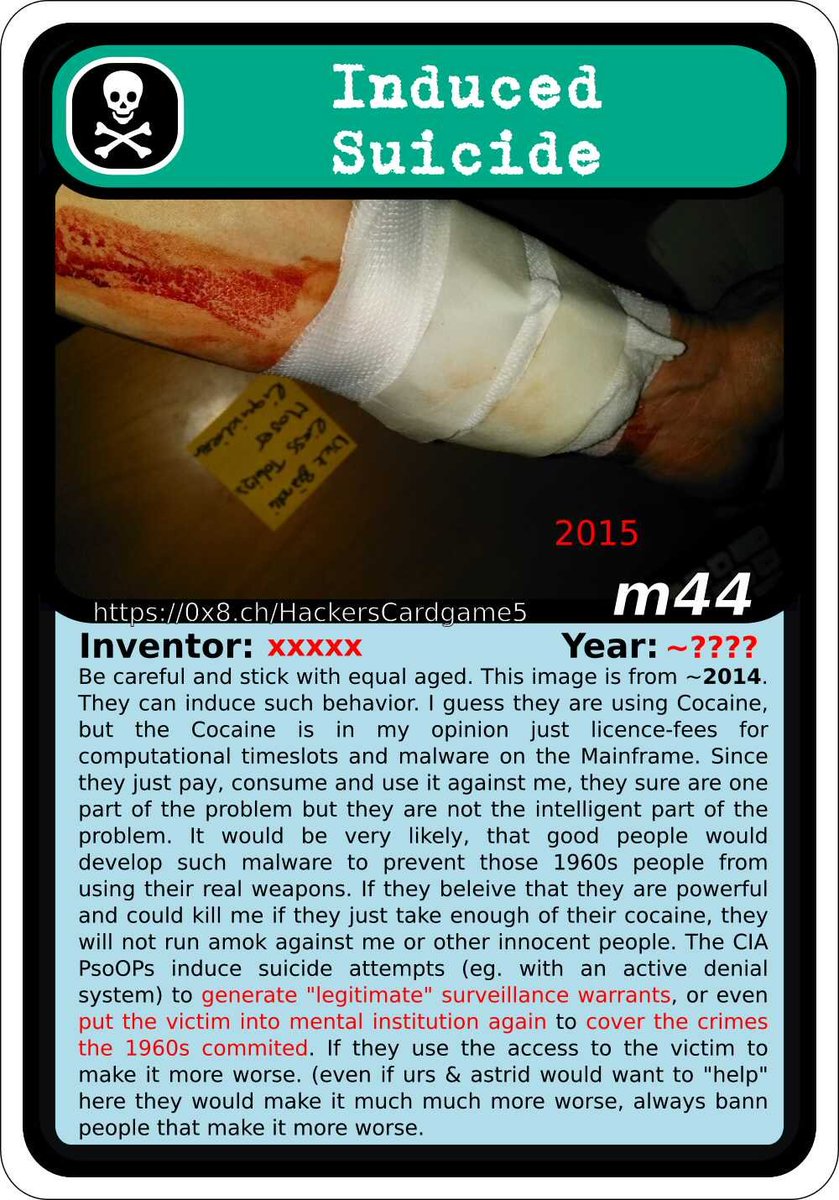 Induced
Suicide
2015
m44
https://0x8.ch/HackersCardgame5
Inventor: xxxxx Year: ~????
Be careful and stick with equal aged. This image is from ~2014.
They can induce such behavior. I guess they are using Cocaine,
but the Cocaine is in my opinion just licence-fees for
computational timeslots and malware on the Mainframe. Since
they just pay, consume and use it against me, they sure are one
part of the problem but they are not the intelligent part of the
problem. It would be very likely, that good people would
develop such malware to prevent those 1960s people from
using their real weapons. If they beleive that they are powerful
and could kill me if they just take enough of their cocaine, they
will not run amok against me or other innocent people. The CIA
PsoOPs induce suicide attempts (eg. with an active denial
system) to generate "legitimate" surveillance warrants, or even
put the victim into mental institution again to cover the crimes
the 1960s commited. If they use the access to the victim to
make it more worse. (even if urs & astrid would want to "help"
here they would make it much much more worse, always bann
people that make it more worse.